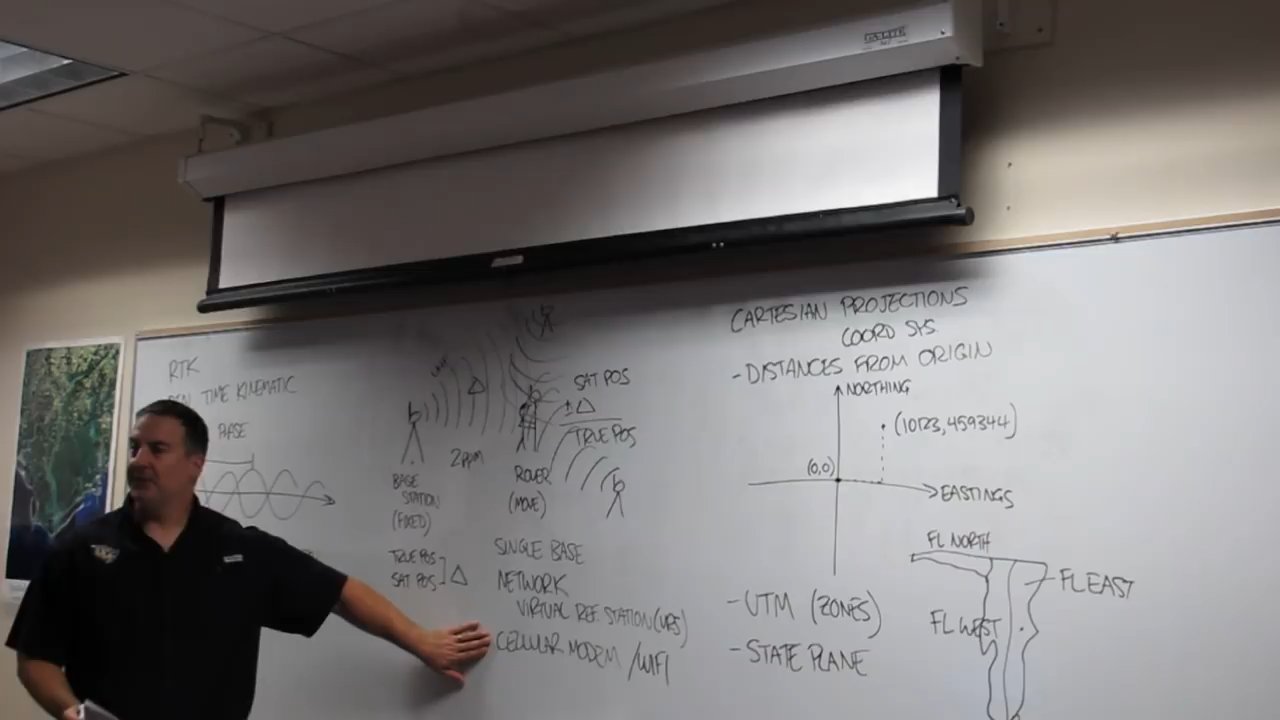 RTK
TIME KINEMATIC
PHASE
BASE
STATION
(FIXED)
TRUE POS
SAT POS ] △
2ppm
△
SAT POS
± △
TRUE POS
ROVER
(MOVE)
SINGLE BASE
NETWORK
VIRTUAL REF. STATION (VRS)
CELLULAR MODEM / WIFI
CARTESIAN PROJECTIONS
COORD SYS.
- DISTANCES FROM ORIGIN
NORTHING
(10123, 459344)
(0,0)
EASTINGS
- UTM (ZONES)
- STATE PLANE
FL NORTH
FL EAST
FL WEST